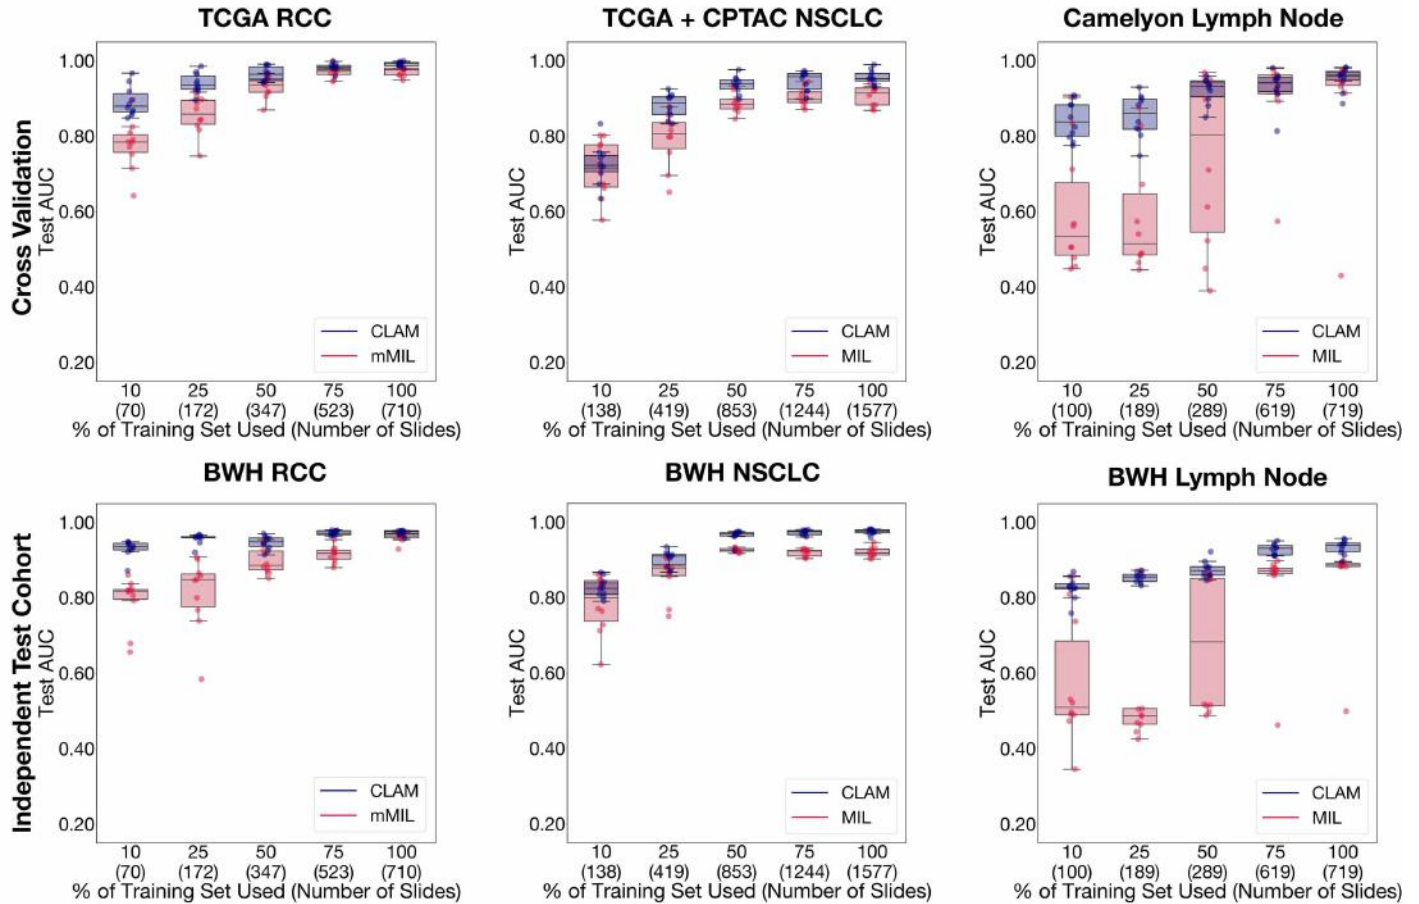 TCGA RCC
TCGA + CPTAC NSCLC
Camelyon Lymph Node
Cross Validation
Test AUC
1.00
0.80
0.60
0.40
0.20
CLAM
mMIL
10 25 50 75 100
(70) (172) (347) (523) (710)
% of Training Set Used (Number of Slides)
Test AUC
1.00
0.80
0.60
0.40
0.20
CLAM
MIL
10 25 50 75 100
(138) (419) (853) (1244) (1577)
% of Training Set Used (Number of Slides)
Test AUC
1.00
0.80
0.60
0.40
0.20
CLAM
MIL
10 25 50 75 100
(100) (189) (289) (619) (719)
% of Training Set Used (Number of Slides)
BWH RCC
BWH NSCLC
BWH Lymph Node
Independent Test Cohort
Test AUC
1.00
0.80
0.60
0.40
0.20
CLAM
mMIL
10 25 50 75 100
(70) (172) (347) (523) (710)
% of Training Set Used (Number of Slides)
Test AUC
1.00
0.80
0.60
0.40
0.20
CLAM
MIL
10 25 50 75 100
(138) (419) (853) (1244) (1577)
% of Training Set Used (Number of Slides)
Test AUC
1.00
0.80
0.60
0.40
0.20
CLAM
MIL
10 25 50 75 100
(100) (189) (289) (619) (719)
% of Training Set Used (Number of Slides)